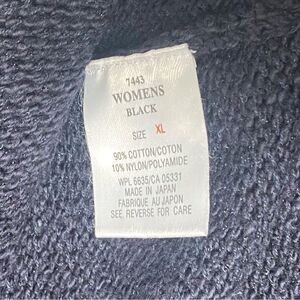 7443
WOMENS
BLACK
SIZE XL
90% COTTON/COTON
10% NYLON/POLYAMIDE
WPL 6635/CA 05331
MADE IN JAPAN
FABRIQUE AU JAPON
SEE REVERSE FOR CARE